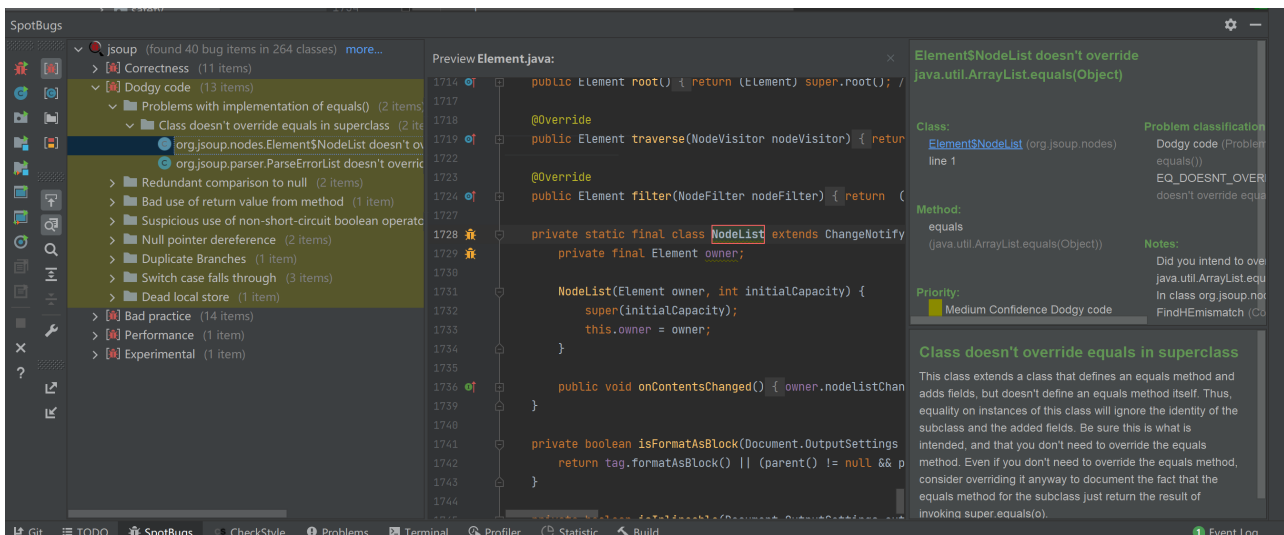 SpotBugs
jsoup (found 40 bug items in 264 classes) more...
Correctness (11 items)
Dodgy code (13 items)
Problems with implementation of equals() (2 items
Class doesn't override equals in superclass (2 ite
org.jsoup.nodes.Element$NodeList doesn't ov
org.jsoup.parser.ParseErrorList doesn't overric
Redundant comparison to null (2 items)
Bad use of return value from method (1 item)
Suspicious use of non-short-circuit boolean operato
Null pointer dereference (2 items)
Duplicate Branches (1 item)
Switch case falls through (3 items)
Dead local store (1 item)
Bad practice (14 items)
Performance (1 item)
Experimental (1 item)
Preview Element.java:
1714 public Element root() { return (Element) super.root(); /
1717
1718 @Override
1719 public Element traverse(NodeVisitor nodeVisitor) { retur
1722
1723 @Override
1724 public Element filter(NodeFilter nodeFilter) { return (
1727
1728 private static final class NodeList extends ChangeNotify
1729 private final Element owner;
1730
1731 NodeList(Element owner, int initialCapacity) {
1732 super(initialCapacity);
1733 this.owner = owner;
1734 }
1735
1736 public void onContentsChanged() { owner.nodelistChan
1739 }
1740
1741 private boolean isFormatAsBlock(Document.OutputSettings
1742 return tag.formatAsBlock() || (parent() != null && p
1743 }
1744
Element$NodeList doesn't override
java.util.ArrayList.equals(Object)
Class:
Element$NodeList (org.jsoup.nodes)
line 1
Method:
equals
(java.util.ArrayList.equals(Object))
Priority:
Medium Confidence Dodgy code
Problem classification
Dodgy code (Problem
equals())
EQ_DOESNT_OVER
doesn't override equa
Notes:
Did you intend to ove
java.util.ArrayList.equ
In class org.jsoup.noc
FindHEmismatch (Co
Class doesn't override equals in superclass
This class extends a class that defines an equals method and
adds fields, but doesn't define an equals method itself. Thus,
equality on instances of this class will ignore the identity of the
subclass and the added fields. Be sure this is what is
intended, and that you don't need to override the equals
method. Even if you don't need to override the equals method,
consider overriding it anyway to document the fact that the
equals method for the subclass just return the result of
invoking super.equals(o).
Git TODO SpotBugs CheckStyle Problems Terminal Profiler Statistic Build 1 Event Log